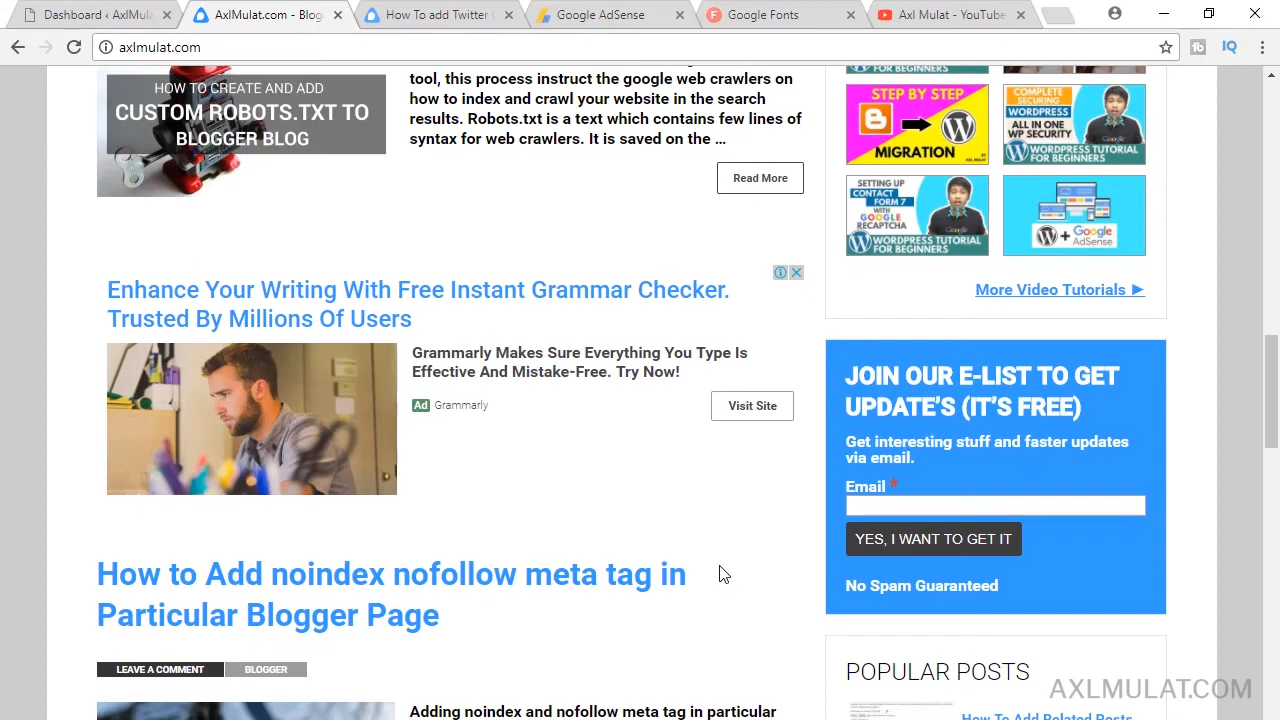 Dashboard ‹ AxlMula
AxlMulat.com - Blog
How To add Twitter C
Google AdSense
Google Fonts
Axl Mulat - YouTube
axlmulat.com
HOW TO CREATE AND ADD
CUSTOM ROBOTS.TXT TO
BLOGGER BLOG
tool, this process instruct the google web crawlers on
how to index and crawl your website in the search
results. Robots.txt is a text which contains few lines of
syntax for web crawlers. It is saved on the ...
Read More
Enhance Your Writing With Free Instant Grammar Checker.
Trusted By Millions Of Users
Grammarly Makes Sure Everything You Type Is
Effective And Mistake-Free. Try Now!
Ad Grammarly
Visit Site
How to Add noindex nofollow meta tag in
Particular Blogger Page
LEAVE A COMMENT
BLOGGER
Adding noindex and nofollow meta tag in particular
FOR BEGINNERS
STEP BY STEP
MIGRATION
COMPLETE
SECURING
WORDPRESS
ALL IN ONE
WP SECURITY
WORDPRESS TUTORIAL
FOR BEGINNERS
SETTING UP
CONTACT
FORM 7
WITH
GOOGLE
RECAPTCHA
WORDPRESS TUTORIAL
FOR BEGINNERS
+ Google
AdSense
More Video Tutorials ►
JOIN OUR E-LIST TO GET
UPDATE'S (IT'S FREE)
Get interesting stuff and faster updates
via email.
Email *
YES, I WANT TO GET IT
No Spam Guaranteed
POPULAR POSTS
How To Add Related Posts
AXLMULAT.COM